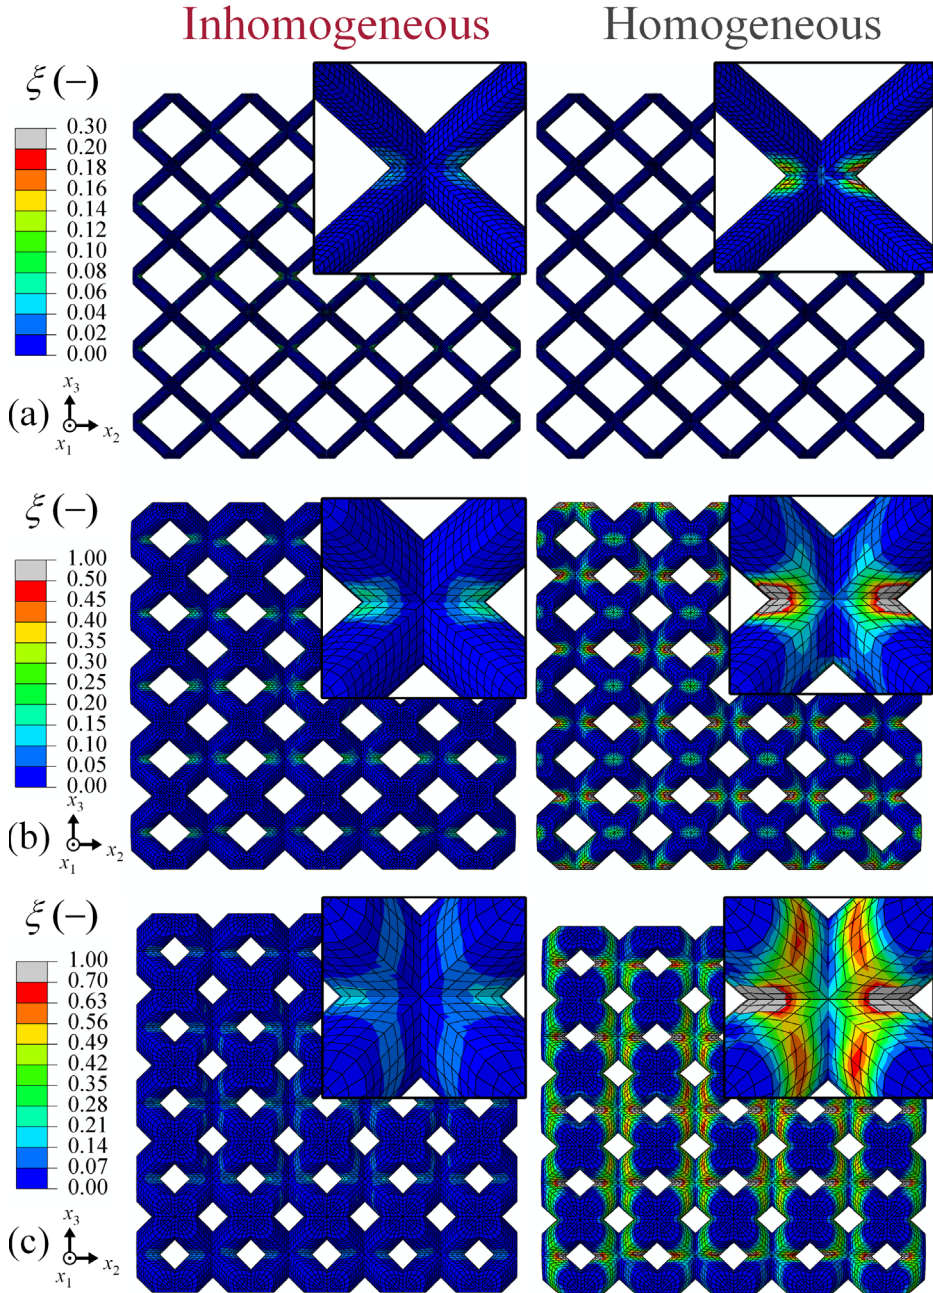 Inhomogeneous Homogeneous
ξ (−)
0.30
0.20
0.18
0.16
0.14
0.12
0.10
0.08
0.06
0.04
0.02
0.00
x3
(a)
x2
x1
ξ (−)
1.00
0.50
0.45
0.40
0.35
0.30
0.25
0.20
0.15
0.10
0.05
0.00
x3
(b)
x2
x1
ξ (−)
1.00
0.70
0.63
0.56
0.49
0.42
0.35
0.28
0.21
0.14
0.07
0.00
x3
(c)
x2
x1